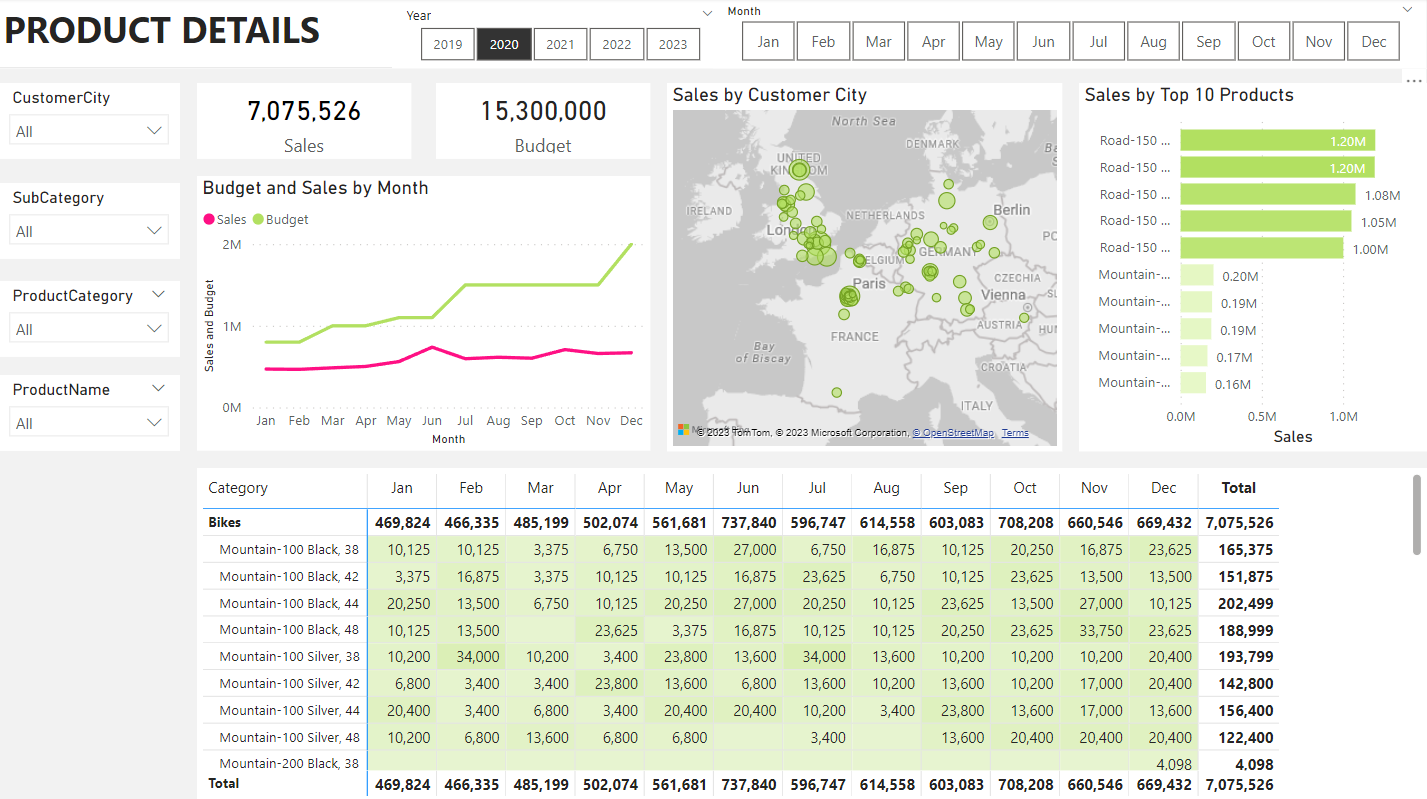 PRODUCT DETAILS
Year
2019 2020 2021 2022 2023
Month
Jan Feb Mar Apr May Jun Jul Aug Sep Oct Nov Dec
CustomerCity
All
SubCategory
All
ProductCategory
All
ProductName
All
7,075,526
Sales
15,300,000
Budget
Budget and Sales by Month
Sales Budget
Sales and Budget
2M
1M
0M
Jan Feb Mar Apr May Jun Jul Aug Sep Oct Nov Dec
Month
Sales by Customer City
North Sea
DENMARK
UNITED
KINGDOM
IRELAND
NETHERLANDS
Berlin
BELGIUM
GERMANY
Paris
CZECHIA
Vienna
AUSTRIA
FRANCE
Bay
of Biscay
CROATIA
ITALY
© 2023 TomTom, © 2023 Microsoft Corporation, © OpenStreetMap Terms
Sales by Top 10 Products
Road-150 ... 1.20M
Road-150 ... 1.20M
Road-150 ... 1.08M
Road-150 ... 1.05M
Road-150 ... 1.00M
Mountain-... 0.20M
Mountain-... 0.19M
Mountain-... 0.19M
Mountain-... 0.17M
Mountain-... 0.16M
0.0M 0.5M 1.0M
Sales
Category Jan Feb Mar Apr May Jun Jul Aug Sep Oct Nov Dec Total
Bikes 469,824 466,335 485,199 502,074 561,681 737,840 596,747 614,558 603,083 708,208 660,546 669,432 7,075,526
Mountain-100 Black, 38 10,125 10,125 3,375 6,750 13,500 27,000 6,750 16,875 10,125 20,250 16,875 23,625 165,375
Mountain-100 Black, 42 3,375 16,875 3,375 10,125 10,125 16,875 23,625 6,750 10,125 23,625 13,500 13,500 151,875
Mountain-100 Black, 44 20,250 13,500 6,750 10,125 20,250 27,000 20,250 10,125 23,625 13,500 27,000 10,125 202,499
Mountain-100 Black, 48 10,125 13,500 23,625 3,375 16,875 10,125 10,125 20,250 23,625 33,750 23,625 188,999
Mountain-100 Silver, 38 10,200 34,000 10,200 3,400 23,800 13,600 34,000 13,600 10,200 10,200 10,200 20,400 193,799
Mountain-100 Silver, 42 6,800 3,400 3,400 23,800 13,600 6,800 13,600 10,200 13,600 10,200 17,000 20,400 142,800
Mountain-100 Silver, 44 20,400 3,400 6,800 3,400 20,400 20,400 10,200 3,400 23,800 13,600 17,000 13,600 156,400
Mountain-100 Silver, 48 10,200 6,800 13,600 6,800 6,800 3,400 13,600 20,400 20,400 20,400 122,400
Mountain-200 Black, 38 4,098 4,098
Total 469,824 466,335 485,199 502,074 561,681 737,840 596,747 614,558 603,083 708,208 660,546 669,432 7,075,526